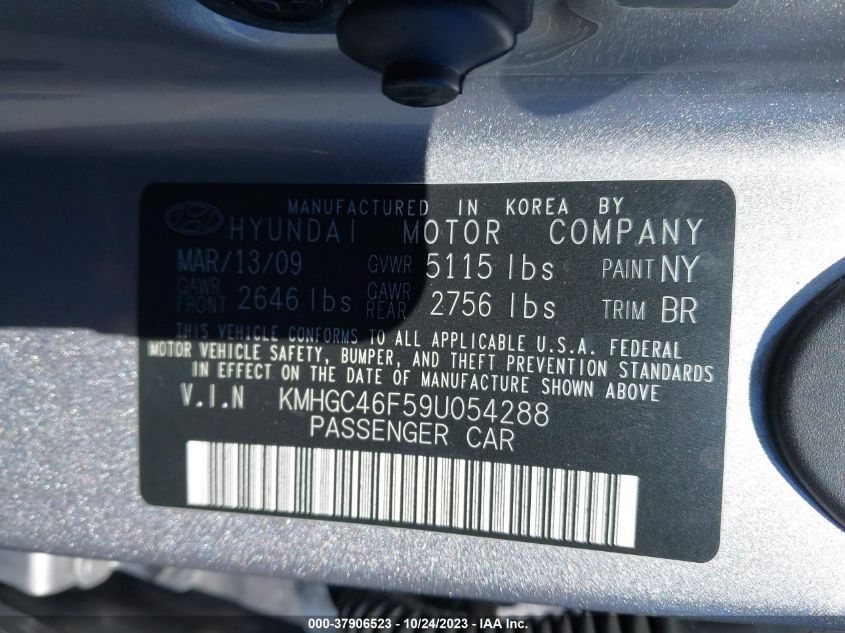 MANUFACTURED IN KOREA BY
HYUNDAI MOTOR COMPANY
MAR/13/09 GVWR 5115 lbs PAINT NY
GAWR FRONT 2646 lbs GAWR REAR 2756 lbs TRIM BR
THIS VEHICLE CONFORMS TO ALL APPLICABLE U.S.A. FEDERAL
MOTOR VEHICLE SAFETY, BUMPER, AND THEFT PREVENTION STANDARDS
IN EFFECT ON THE DATE OF MANUFACTURE SHOWN ABOVE
V.I.N KMHGC46F59U054288
PASSENGER CAR
000-37906523 - 10/24/2023 - IAA Inc.